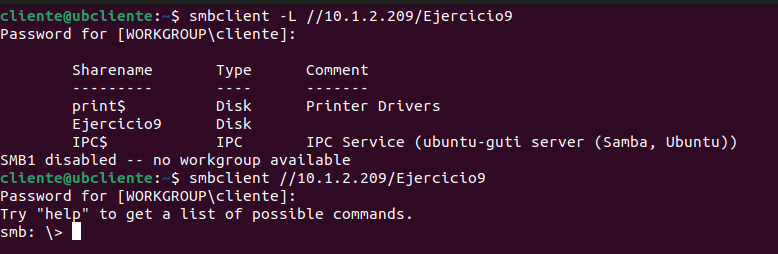 cliente@ubcliente:~$ smbclient -L //10.1.2.209/Ejercicio9
Password for [WORKGROUP\cliente]:
Sharename Type Comment
--------- ---- -------
print$ Disk Printer Drivers
Ejercicio9 Disk
IPC$ IPC IPC Service (ubuntu-guti server (Samba, Ubuntu))
SMB1 disabled -- no workgroup available
cliente@ubcliente:~$ smbclient //10.1.2.209/Ejercicio9
Password for [WORKGROUP\cliente]:
Try "help" to get a list of possible commands.
smb: \>